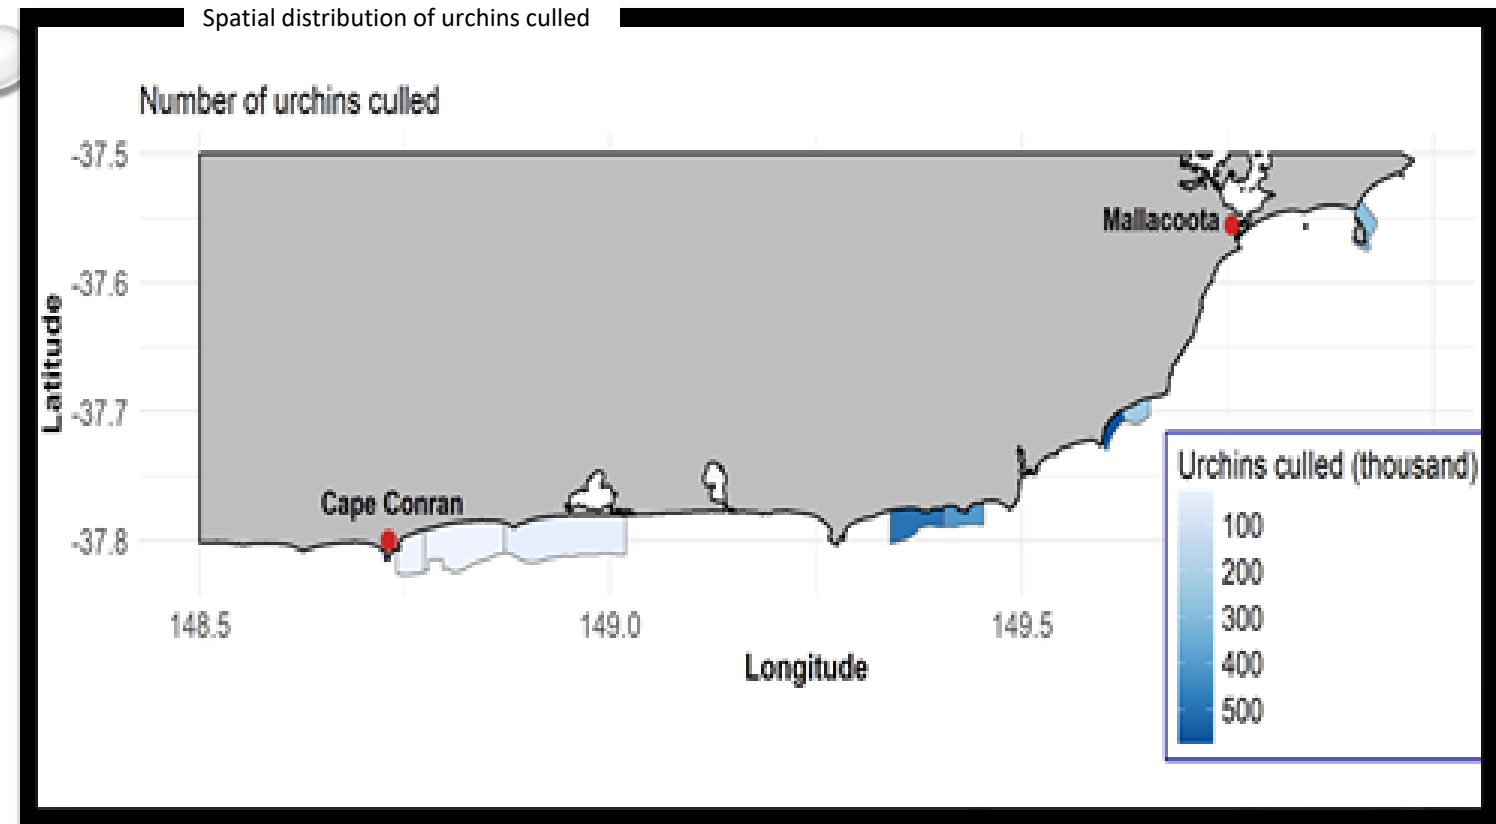 Spatial distribution of urchins culled
Number of urchins culled
-37.5
Mallacoota
-37.6
Latitude
-37.7
Urchins culled (thousand)
Cape Conran
100
-37.8
200
148.5
149.0
149.5
300
Longitude
400
500